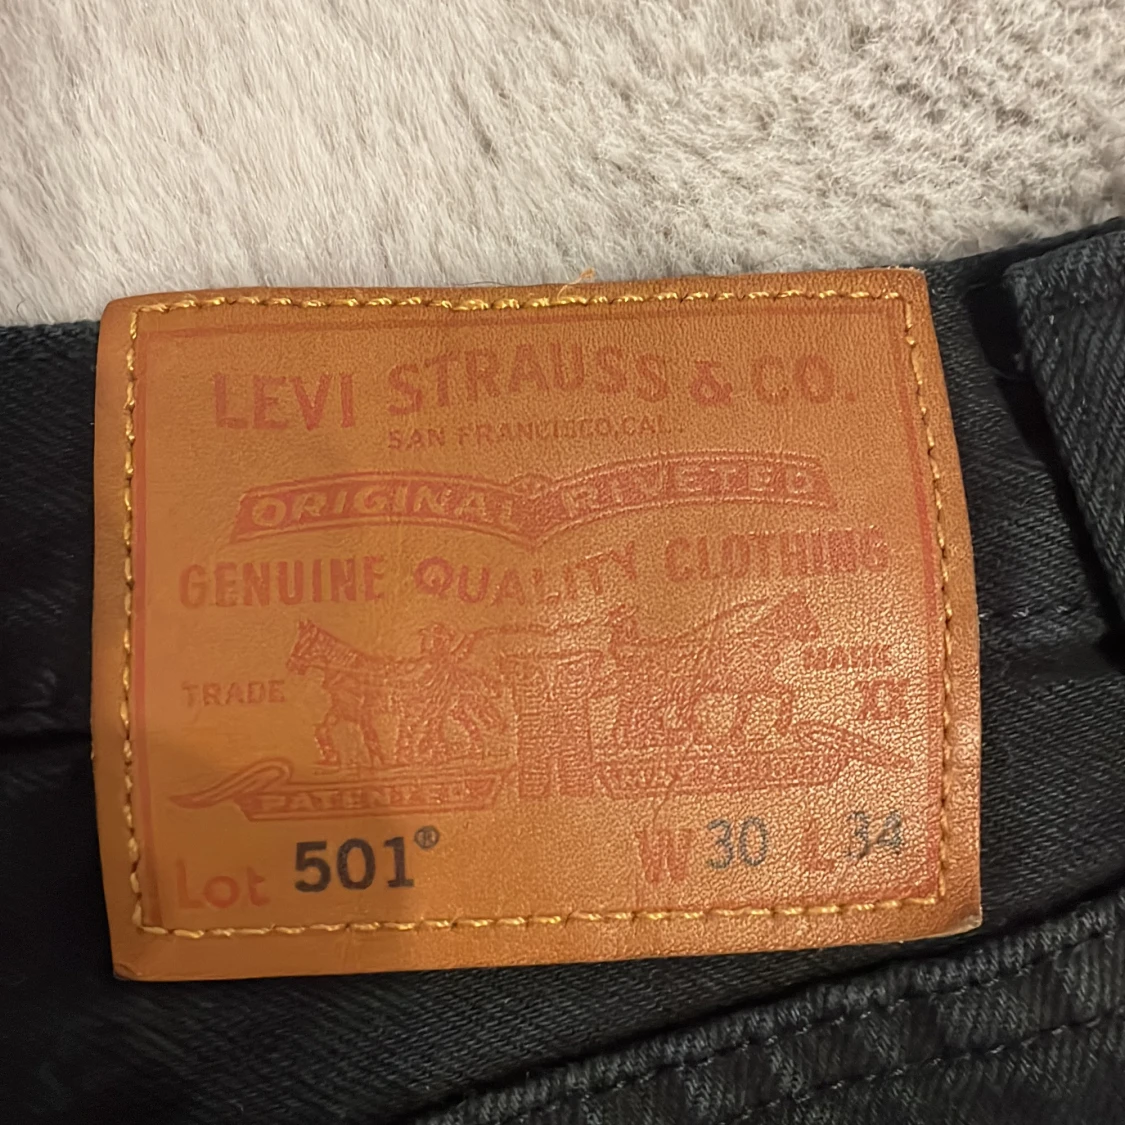 LEVI STRAUSS & CO.
SAN FRANCISCO, CAL.
ORIGINAL RIVETED
GENUINE QUALITY CLOTHING
TRADE MARK
XX
PATENTED
Lot 501® W 30 L 34